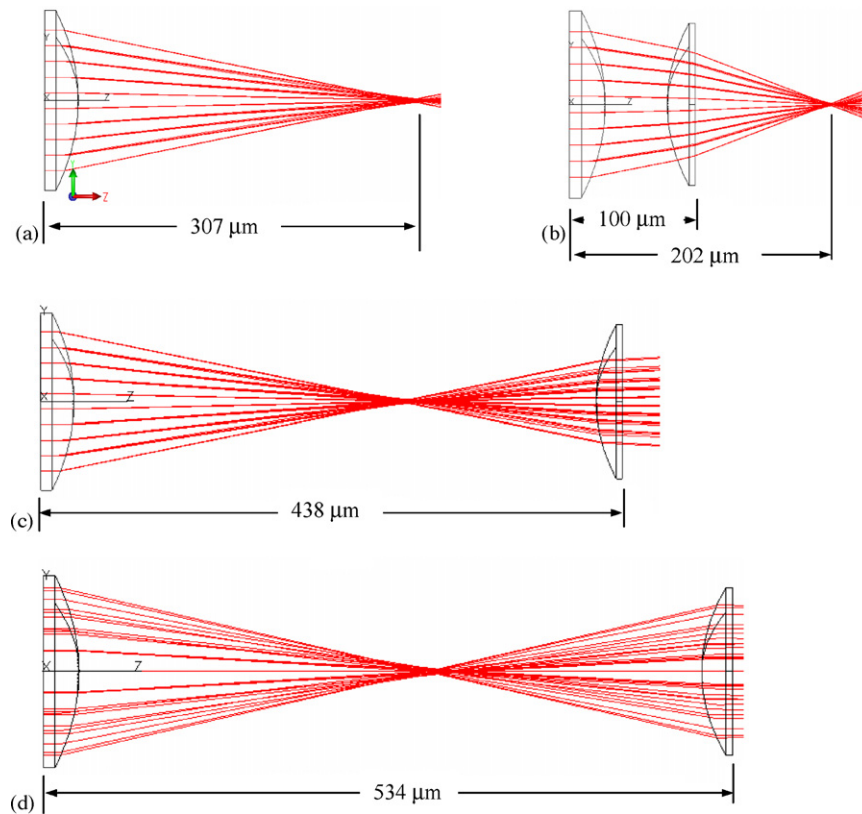 Y
X Z
Y
Z
307 µm
(a)
Y
X Z
100 µm
(b)
202 µm
Y
X Z
438 µm
(c)
Y
X Z
534 µm
(d)